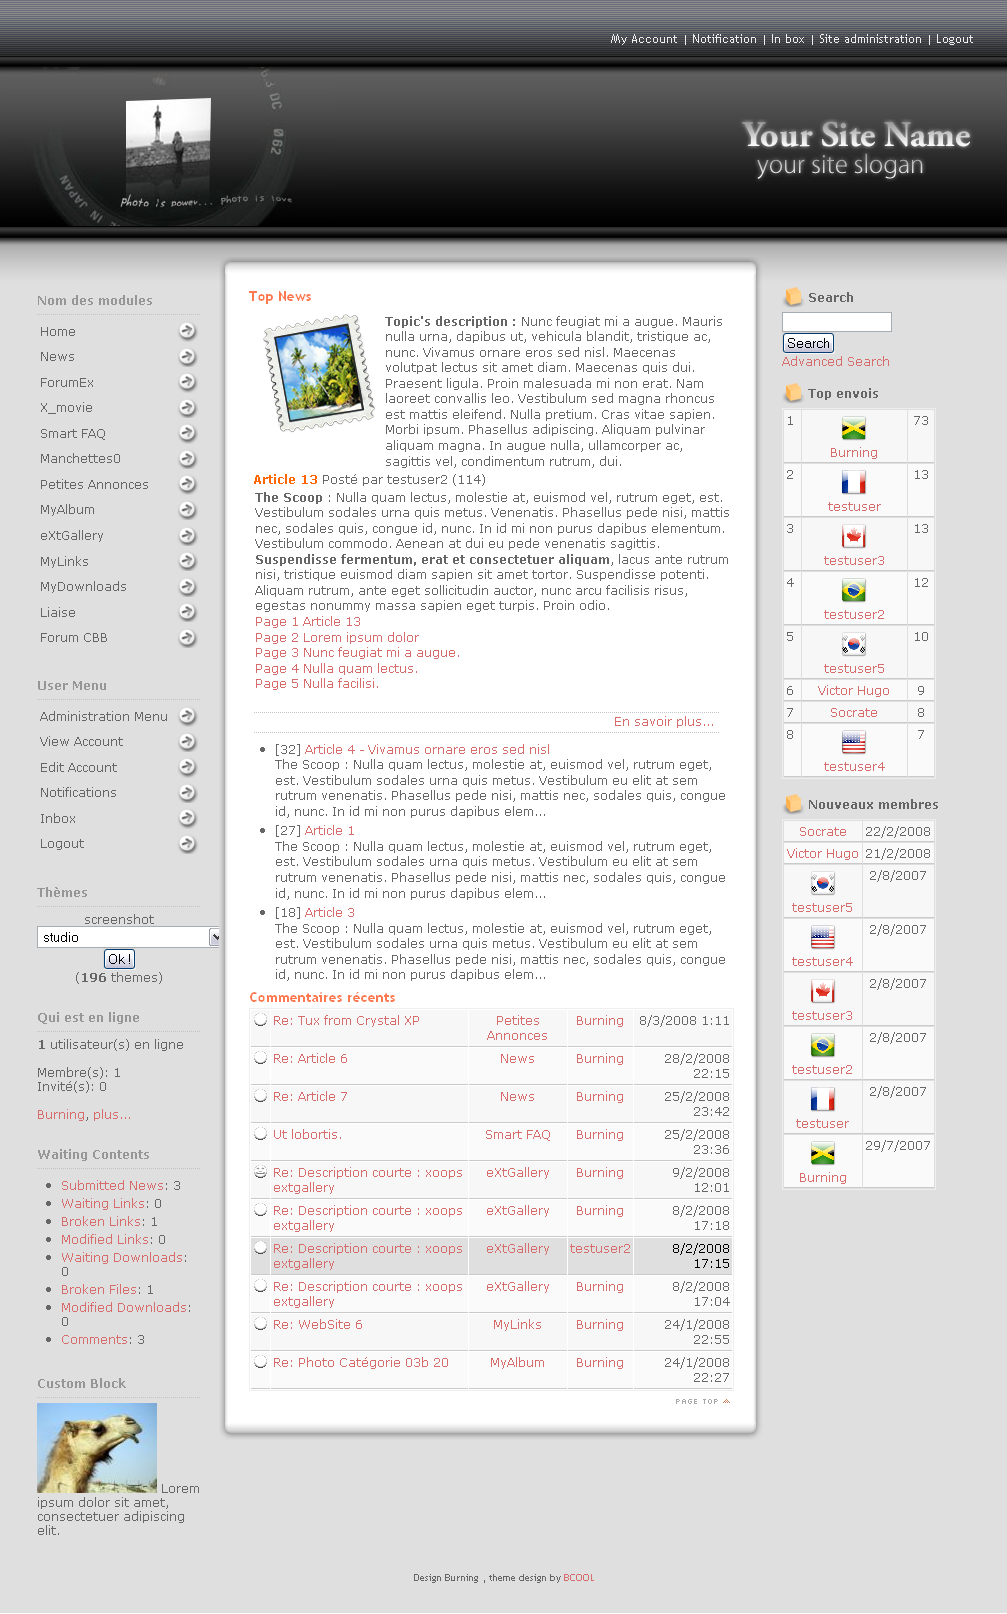 My Account | Notification | In box | Site administration | Logout
Photo is power... photo is love
IN JAPAN
Ø62
Your Site Name
your site slogan
Nom des modules
Home
News
ForumEx
X_movie
Smart FAQ
Manchettes0
Petites Annonces
MyAlbum
eXtGallery
MyLinks
MyDownloads
Liaise
Forum CBB
User Menu
Administration Menu
View Account
Edit Account
Notifications
Inbox
Logout
Thèmes
screenshot
studio
Ok !
(196 themes)
Qui est en ligne
1 utilisateur(s) en ligne
Membre(s): 1
Invité(s): 0
Burning, plus...
Waiting Contents
Submitted News: 3
Waiting Links: 0
Broken Links: 1
Modified Links: 0
Waiting Downloads:
0
Broken Files: 1
Modified Downloads:
0
Comments: 3
Custom Block
Lorem
ipsum dolor sit amet,
consectetuer adipiscing
elit.
Top News
Topic's description : Nunc feugiat mi a augue. Mauris
nulla urna, dapibus ut, vehicula blandit, tristique ac,
nunc. Vivamus ornare eros sed nisl. Maecenas
volutpat lectus sit amet diam. Maecenas quis dui.
Praesent ligula. Proin malesuada mi non erat. Nam
laoreet convallis leo. Vestibulum sed magna rhoncus
est mattis eleifend. Nulla pretium. Cras vitae sapien.
Morbi ipsum. Phasellus adipiscing. Aliquam pulvinar
aliquam magna. In augue nulla, ullamcorper ac,
sagittis vel, condimentum rutrum, dui.
Article 13 Posté par testuser2 (114)
The Scoop : Nulla quam lectus, molestie at, euismod vel, rutrum eget, est.
Vestibulum sodales urna quis metus. Venenatis. Phasellus pede nisi, mattis
nec, sodales quis, congue id, nunc. In id mi non purus dapibus elementum.
Vestibulum commodo. Aenean at dui eu pede venenatis sagittis.
Suspendisse fermentum, erat et consectetuer aliquam, lacus ante rutrum
nisi, tristique euismod diam sapien sit amet tortor. Suspendisse potenti.
Aliquam rutrum, ante eget sollicitudin auctor, nunc arcu facilisis risus,
egestas nonummy massa sapien eget turpis. Proin odio.
Page 1 Article 13
Page 2 Lorem ipsum dolor
Page 3 Nunc feugiat mi a augue.
Page 4 Nulla quam lectus.
Page 5 Nulla facilisi.
En savoir plus...
[32] Article 4 - Vivamus ornare eros sed nisl
The Scoop : Nulla quam lectus, molestie at, euismod vel, rutrum eget,
est. Vestibulum sodales urna quis metus. Vestibulum eu elit at sem
rutrum venenatis. Phasellus pede nisi, mattis nec, sodales quis, congue
id, nunc. In id mi non purus dapibus elem...
[27] Article 1
The Scoop : Nulla quam lectus, molestie at, euismod vel, rutrum eget,
est. Vestibulum sodales urna quis metus. Vestibulum eu elit at sem
rutrum venenatis. Phasellus pede nisi, mattis nec, sodales quis, congue
id, nunc. In id mi non purus dapibus elem...
[18] Article 3
The Scoop : Nulla quam lectus, molestie at, euismod vel, rutrum eget,
est. Vestibulum sodales urna quis metus. Vestibulum eu elit at sem
rutrum venenatis. Phasellus pede nisi, mattis nec, sodales quis, congue
id, nunc. In id mi non purus dapibus elem...
Commentaires récents
Re: Tux from Crystal XP Petites Burning 8/3/2008 1:11
Annonces
Re: Article 6 News Burning 28/2/2008
22:15
Re: Article 7 News Burning 25/2/2008
23:42
Ut lobortis. Smart FAQ Burning 25/2/2008
23:36
Re: Description courte : xoops eXtGallery Burning 9/2/2008
extgallery 12:01
Re: Description courte : xoops eXtGallery Burning 8/2/2008
extgallery 17:18
Re: Description courte : xoops eXtGallery testuser2 8/2/2008
extgallery 17:15
Re: Description courte : xoops eXtGallery Burning 8/2/2008
extgallery 17:04
Re: WebSite 6 MyLinks Burning 24/1/2008
22:55
Re: Photo Catégorie 03b 20 MyAlbum Burning 24/1/2008
22:27
PAGE TOP
Search
Search
Advanced Search
Top envois
1 73
Burning
2 13
testuser
3 13
testuser3
4 12
testuser2
5 10
testuser5
6 Victor Hugo 9
7 Socrate 8
8 7
testuser4
Nouveaux membres
Socrate 22/2/2008
Victor Hugo 21/2/2008
2/8/2007
testuser5
2/8/2007
testuser4
2/8/2007
testuser3
2/8/2007
testuser2
2/8/2007
testuser
29/7/2007
Burning
Design Burning , theme design by BCOOL